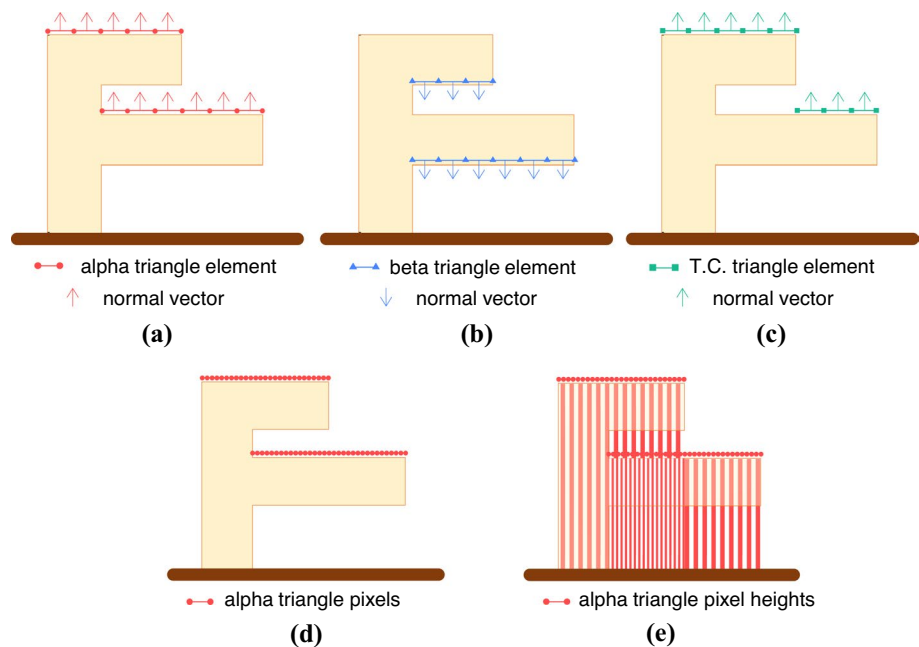 alpha triangle element
normal vector
(a)
beta triangle element
normal vector
(b)
T.C. triangle element
normal vector
(c)
alpha triangle pixels
(d)
alpha triangle pixel heights
(e)